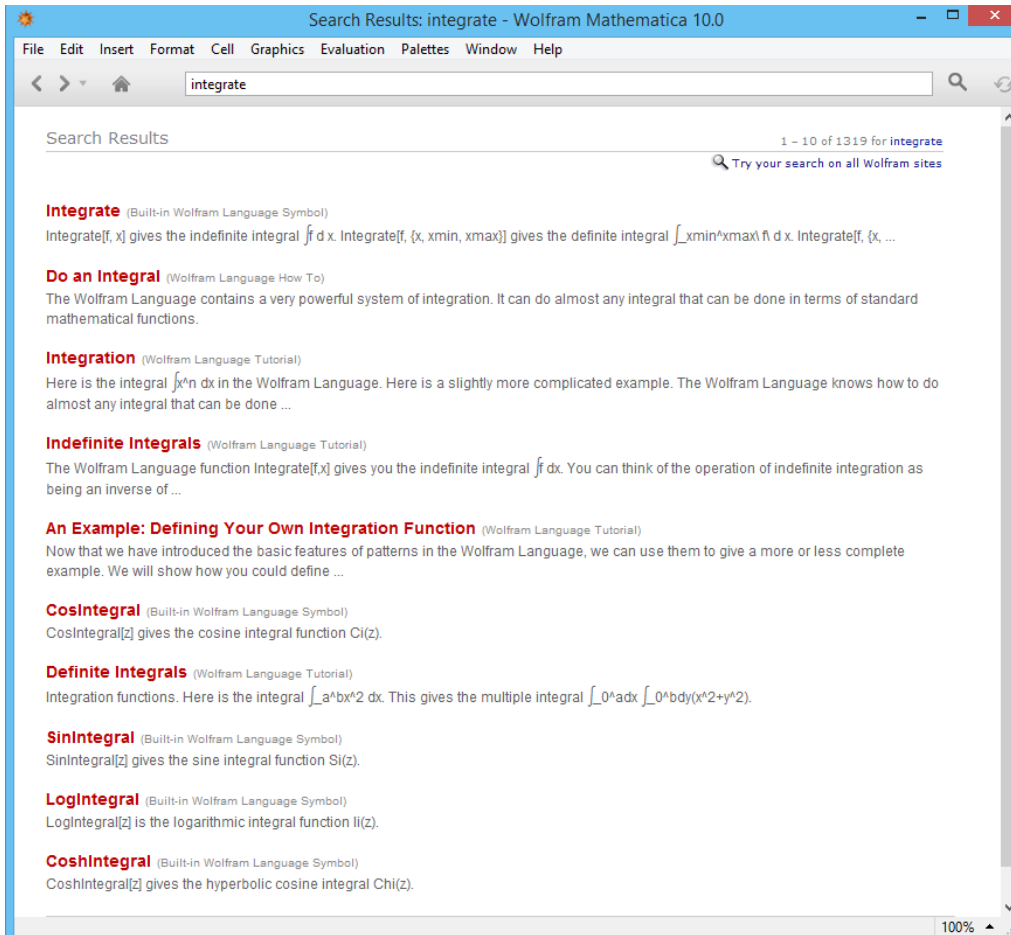 Search Results: integrate - Wolfram Mathematica 10.0
File Edit Insert Format Cell Graphics Evaluation Palettes Window Help
integrate
Search Results
1 – 10 of 1319 for integrate
Try your search on all Wolfram sites
Integrate (Built-in Wolfram Language Symbol)
Integrate[f, x] gives the indefinite integral ∫f d x. Integrate[f, {x, xmin, xmax}] gives the definite integral ∫_xmin^xmax\ f\ d x. Integrate[f, {x, ...
Do an Integral (Wolfram Language How To)
The Wolfram Language contains a very powerful system of integration. It can do almost any integral that can be done in terms of standard
mathematical functions.
Integration (Wolfram Language Tutorial)
Here is the integral ∫x^n dx in the Wolfram Language. Here is a slightly more complicated example. The Wolfram Language knows how to do
almost any integral that can be done ...
Indefinite Integrals (Wolfram Language Tutorial)
The Wolfram Language function Integrate[f,x] gives you the indefinite integral ∫f dx. You can think of the operation of indefinite integration as
being an inverse of ...
An Example: Defining Your Own Integration Function (Wolfram Language Tutorial)
Now that we have introduced the basic features of patterns in the Wolfram Language, we can use them to give a more or less complete
example. We will show how you could define ...
CosIntegral (Built-in Wolfram Language Symbol)
CosIntegral[z] gives the cosine integral function Ci(z).
Definite Integrals (Wolfram Language Tutorial)
Integration functions. Here is the integral ∫_a^bx^2 dx. This gives the multiple integral ∫_0^adx ∫_0^bdy(x^2+y^2).
SinIntegral (Built-in Wolfram Language Symbol)
SinIntegral[z] gives the sine integral function Si(z).
LogIntegral (Built-in Wolfram Language Symbol)
LogIntegral[z] is the logarithmic integral function li(z).
CoshIntegral (Built-in Wolfram Language Symbol)
CoshIntegral[z] gives the hyperbolic cosine integral Chi(z).
100%